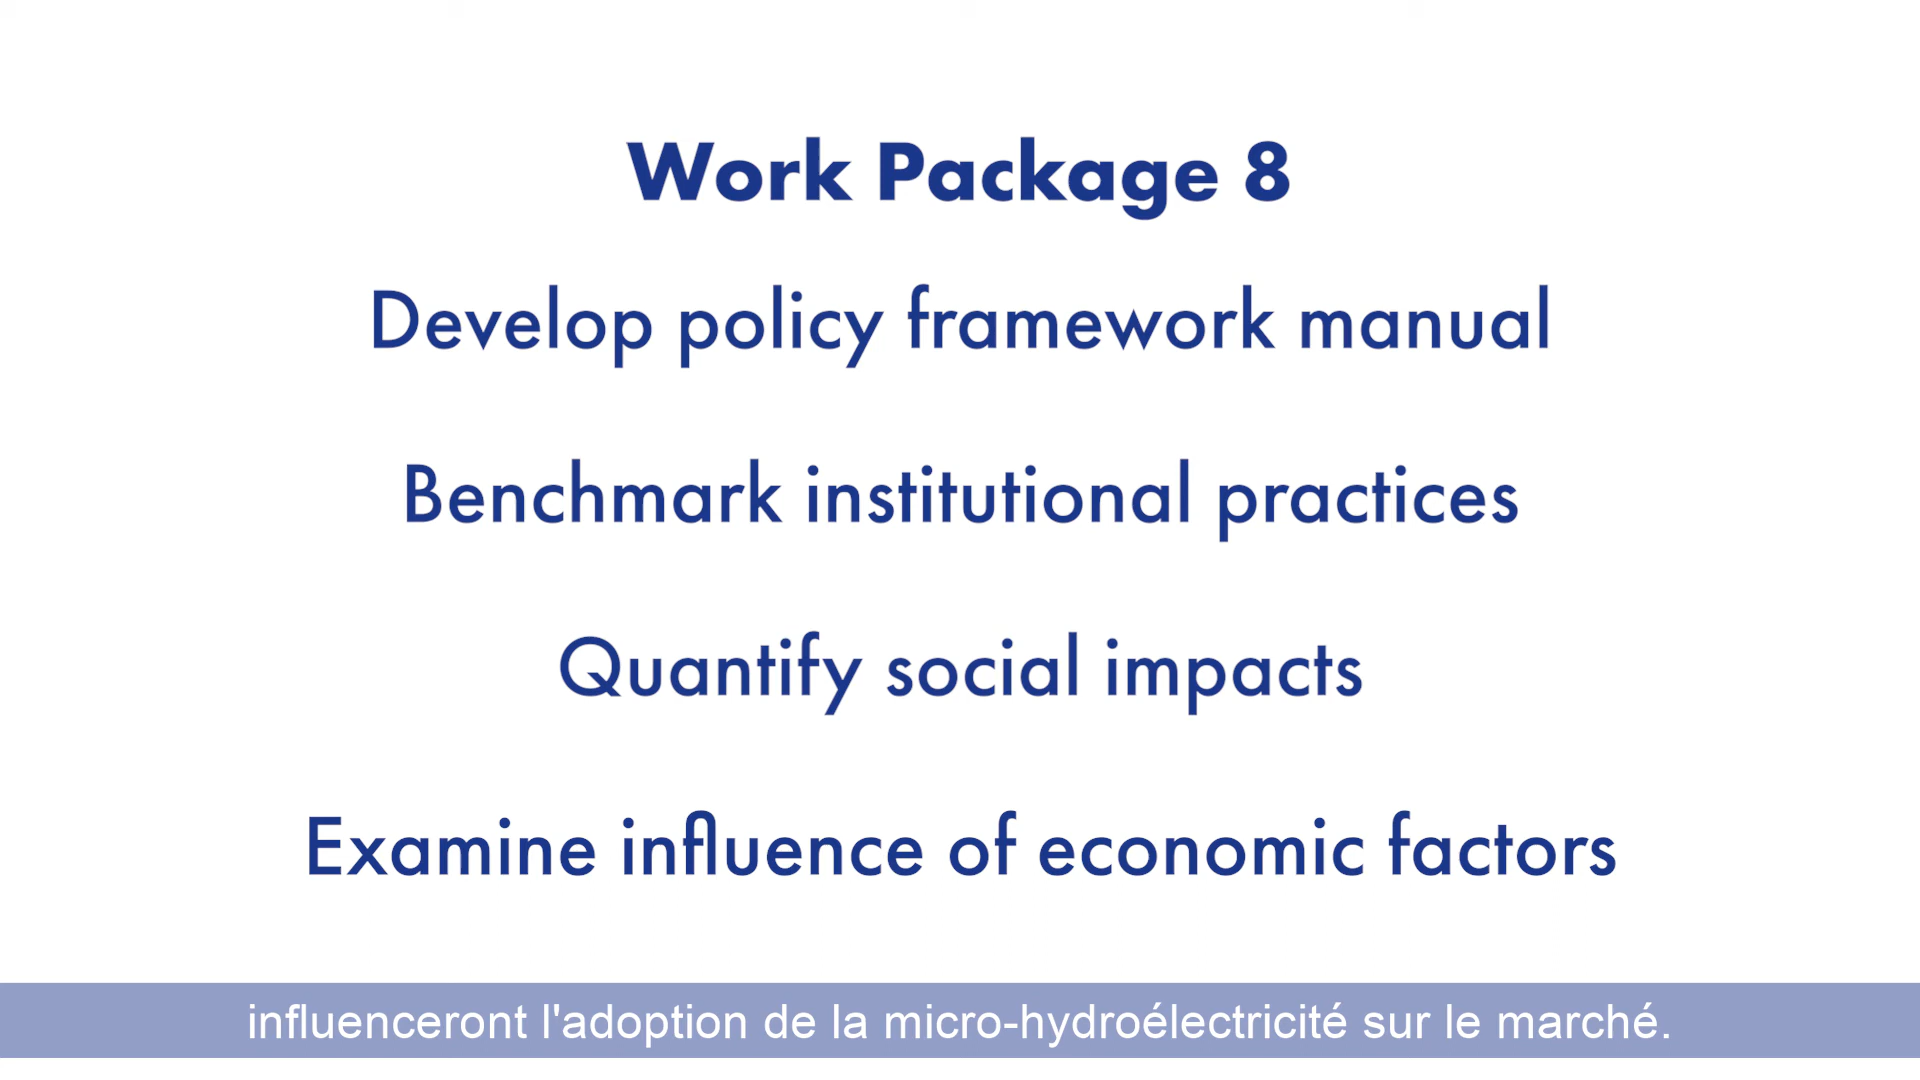 Work Package 8
Develop policy framework manual
Benchmark institutional practices
Quantify social impacts
Examine influence of economic factors
influenceront l'adoption de la micro-hydroélectricité sur le marché.